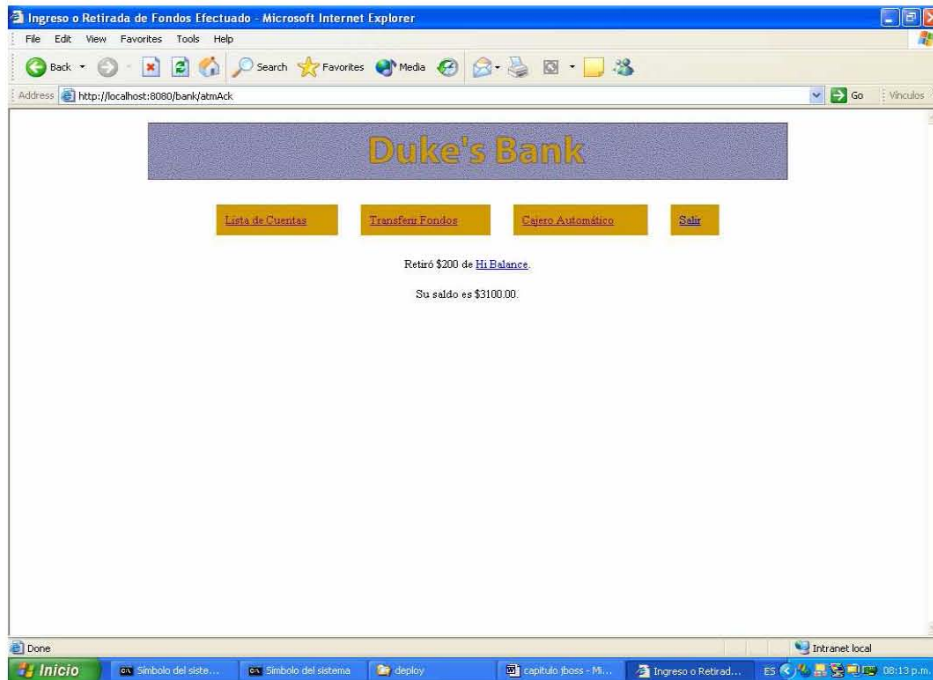 Ingreso o Retirada de Fondos Efectuado - Microsoft Internet Explorer
File Edit View Favorites Tools Help
Back Search Favorites Media
Address http://localhost:8080/bank/atmAck Go Vínculos
Duke's Bank
Lista de Cuentas Transferir Fondos Cajero Automático Salir
Retiró $200 de Hi Balance.
Su saldo es $3100.00.
Done Intranet local
Inicio Símbolo del siste... Símbolo del sistema deploy capitulo jboss - Mi... Ingreso o Retirad... ES 08:13 p.m.